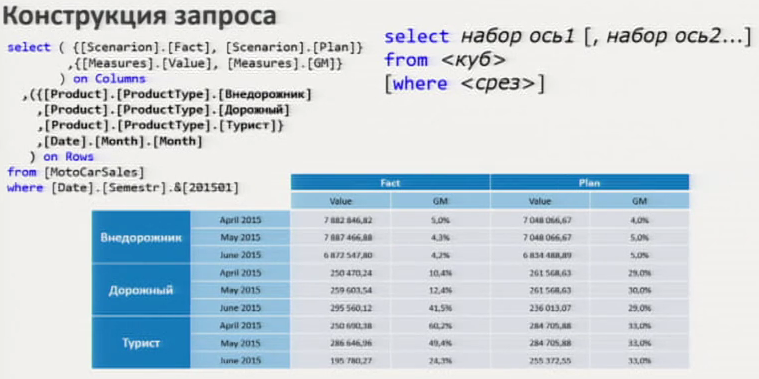 Конструкция запроса
select ( {[Scenarion].[Fact], [Scenarion].[Plan]}
,{[Measures].[Value], [Measures].[GM]}
) on Columns
,({[Product].[ProductType].[Внедорожник]
,[Product].[ProductType].[Дорожный]
,[Product].[ProductType].[Турист]}
,[Date].[Month].[Month]
) on Rows
from [MotoCarSales]
where [Date].[Semestr].&[201501]
select набор ось1 [, набор ось2...]
from <куб>
[where <срез>]
Fact Plan
Value GM Value GM
Внедорожник
April 2015 7 882 846,82 5,0% 7 048 066,67 4,0%
May 2015 7 887 466,88 4,3% 7 048 066,67 5,0%
June 2015 6 872 547,80 4,2% 6 834 488,89 5,0%
Дорожный
April 2015 250 470,24 10,4% 261 568,63 29,0%
May 2015 259 603,54 12,4% 261 568,63 30,0%
June 2015 295 560,12 41,5% 236 013,07 29,0%
Турист
April 2015 250 690,38 60,2% 284 705,88 33,0%
May 2015 286 646,96 49,4% 284 705,88 33,0%
June 2015 195 780,27 24,3% 255 372,55 33,0%